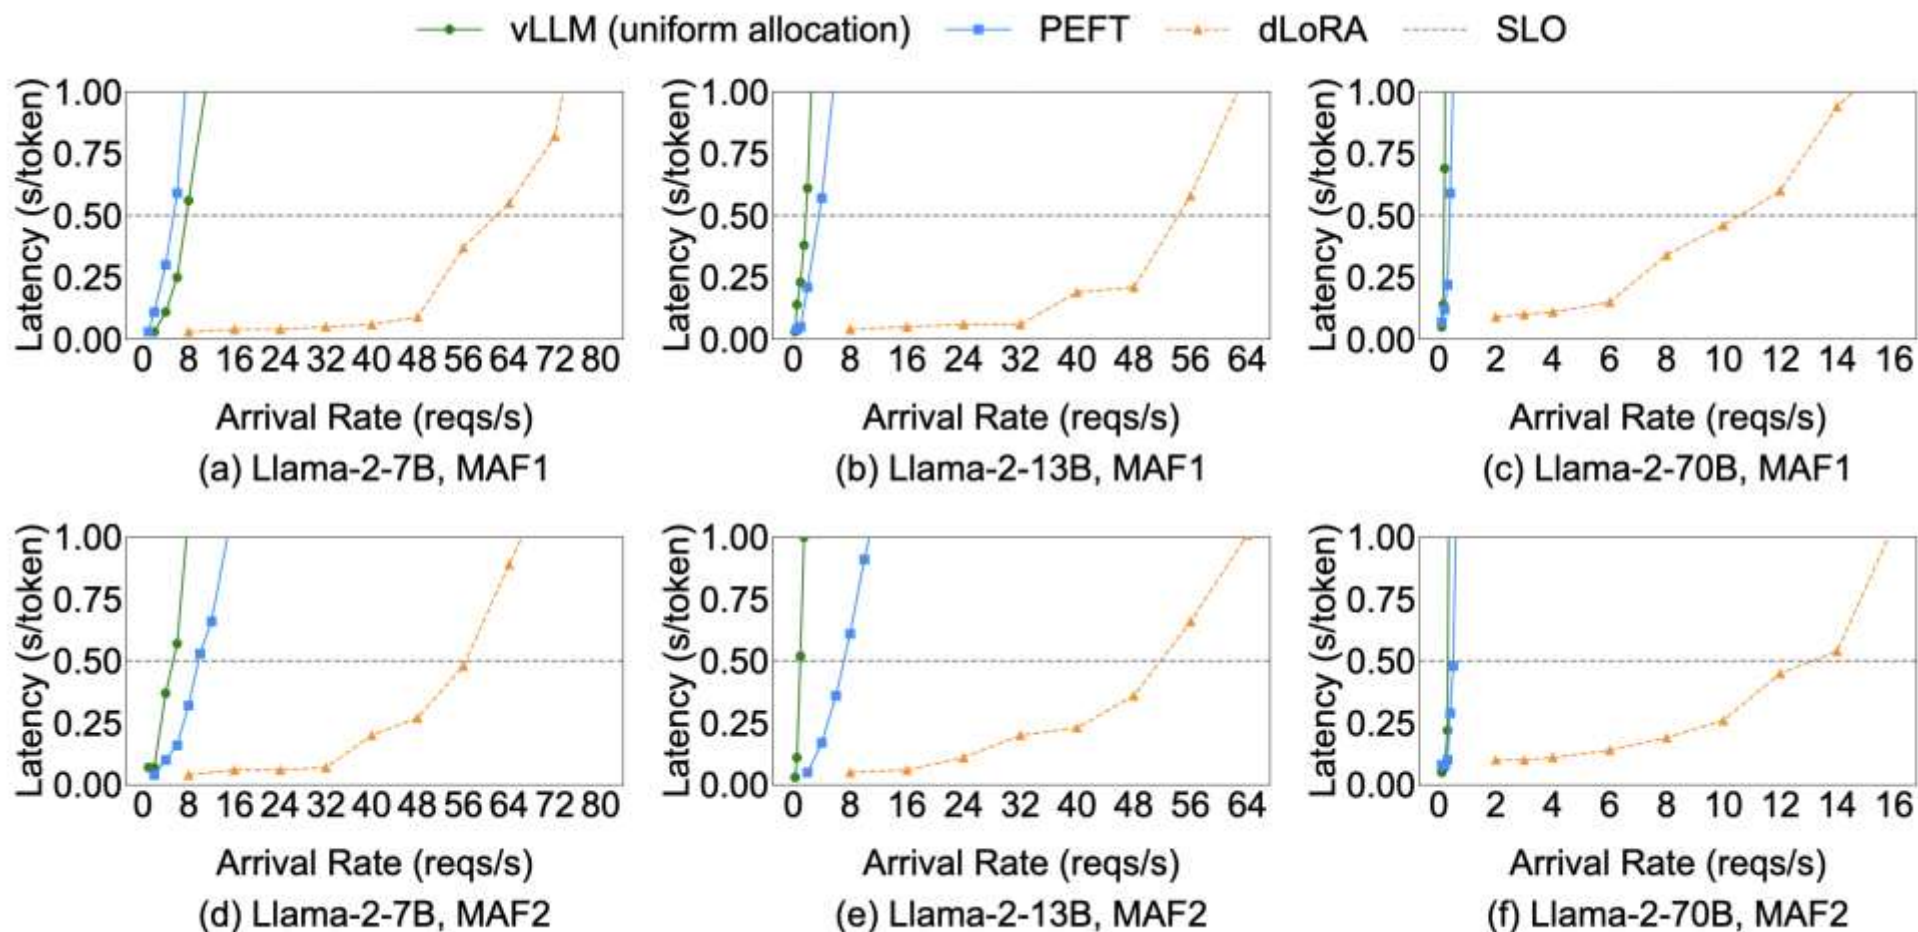 vLLM (uniform allocation) PEFT dLoRA SLO
1.00 1.00 1.00
0.75 0.75 0.75
0.50 0.50 0.50
0.25 0.25 0.25
0.00 0.00 0.00
Latency (s/token) Latency (s/token) Latency (s/token)
0 8 16 24 32 40 48 56 64 72 80 0 8 16 24 32 40 48 56 64 0 2 4 6 8 10 12 14 16
Arrival Rate (reqs/s) Arrival Rate (reqs/s) Arrival Rate (reqs/s)
(a) Llama-2-7B, MAF1 (b) Llama-2-13B, MAF1 (c) Llama-2-70B, MAF1
1.00 1.00 1.00
0.75 0.75 0.75
0.50 0.50 0.50
0.25 0.25 0.25
0.00 0.00 0.00
Latency (s/token) Latency (s/token) Latency (s/token)
0 8 16 24 32 40 48 56 64 72 80 0 8 16 24 32 40 48 56 64 0 2 4 6 8 10 12 14 16
Arrival Rate (reqs/s) Arrival Rate (reqs/s) Arrival Rate (reqs/s)
(d) Llama-2-7B, MAF2 (e) Llama-2-13B, MAF2 (f) Llama-2-70B, MAF2